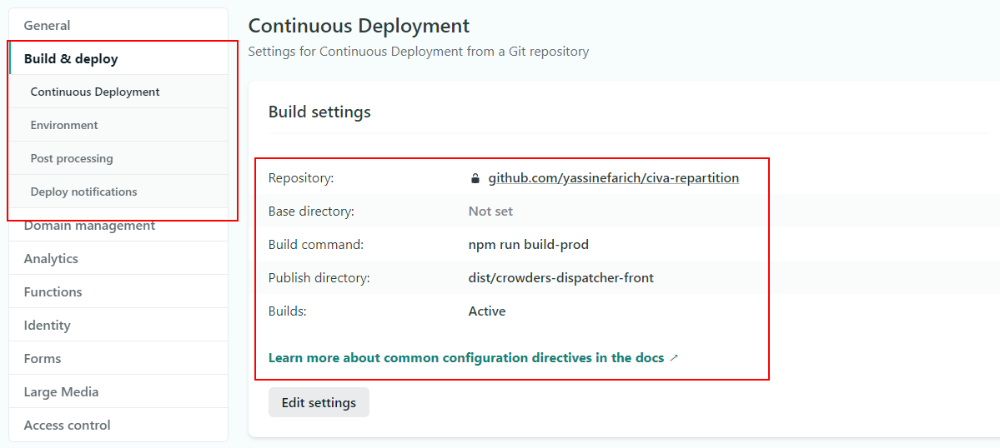 General
Build & deploy
Continuous Deployment
Environment
Post processing
Deploy notifications
Domain management
Analytics
Functions
Identity
Forms
Large Media
Access control
Continuous Deployment
Settings for Continuous Deployment from a Git repository
Build settings
Repository: github.com/yassinefarich/civa-repartition
Base directory: Not set
Build command: npm run build-prod
Publish directory: dist/crowders-dispatcher-front
Builds: Active
Learn more about common configuration directives in the docs ↗
Edit settings